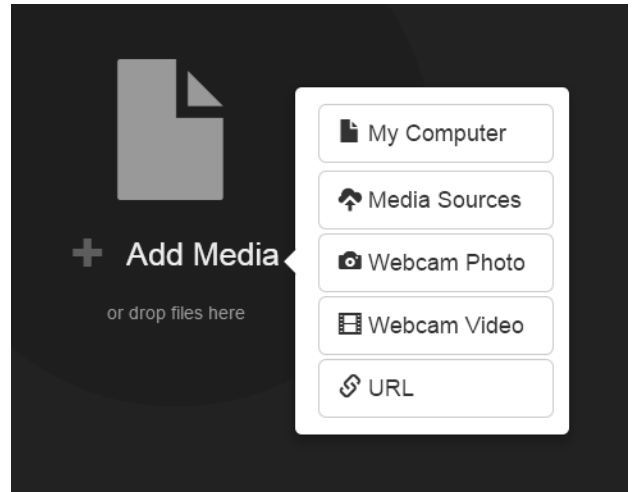 Add Media
or drop files here
My Computer
Media Sources
Webcam Photo
Webcam Video
URL